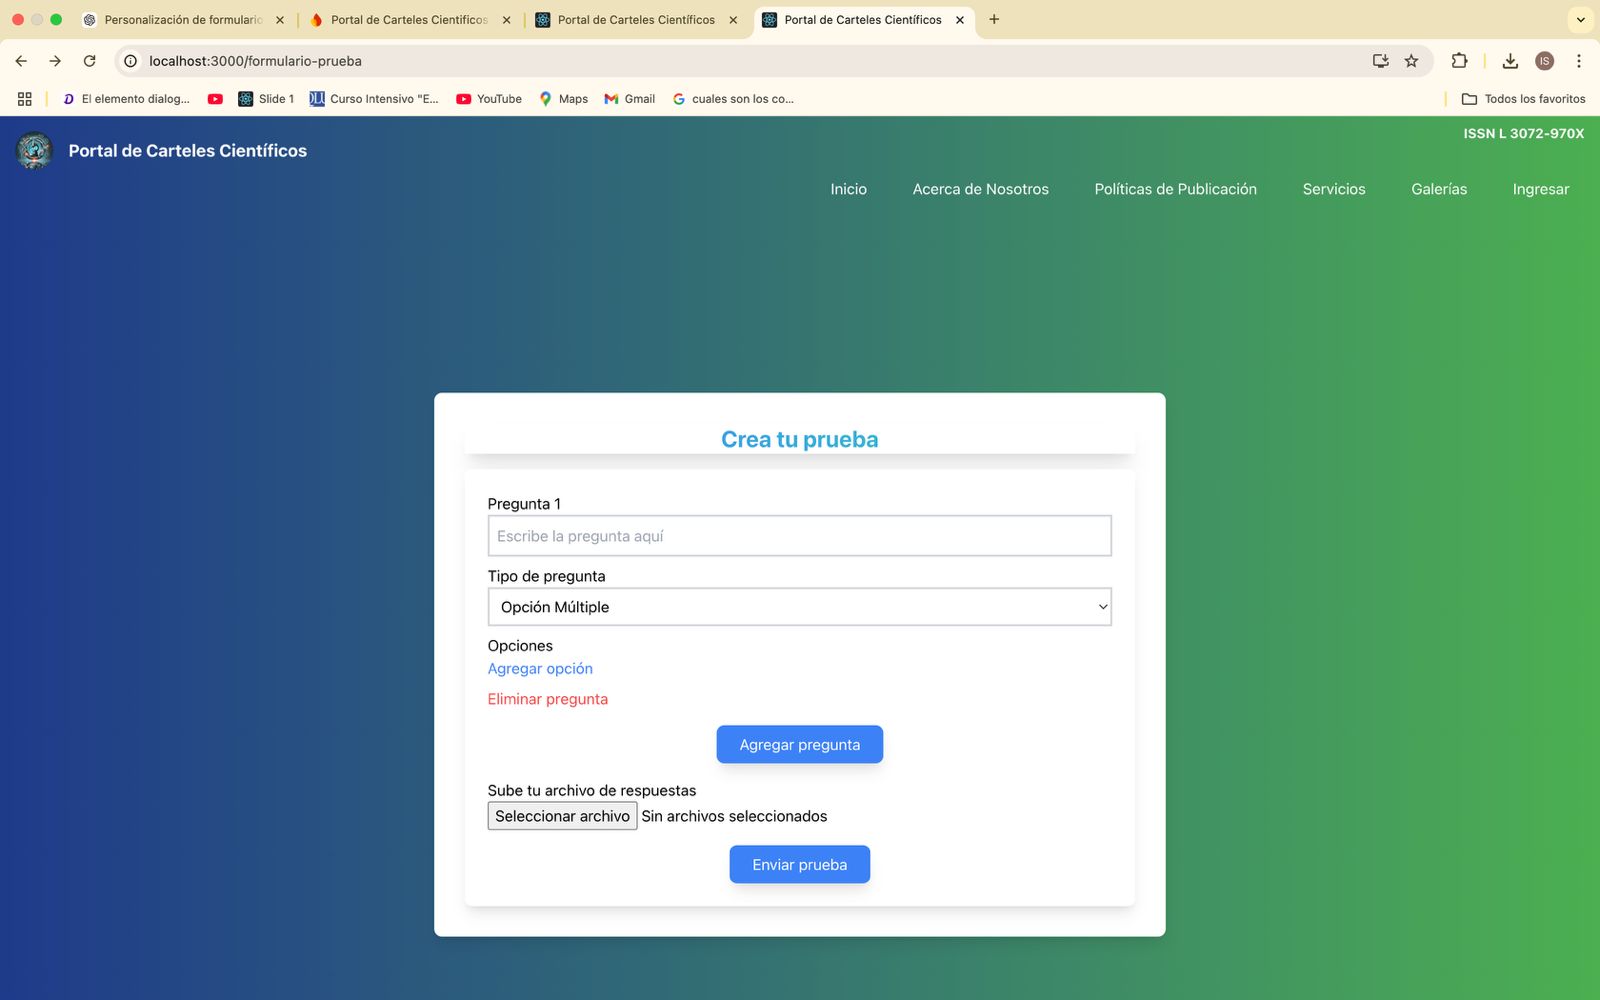 Personalización de formulario
Portal de Carteles Científicos
Portal de Carteles Científicos
Portal de Carteles Científicos
localhost:3000/formulario-prueba
IS
El elemento dialog...
Slide 1
Curso Intensivo "E...
YouTube
Maps
Gmail
cuales son los co...
Todos los favoritos
Portal de Carteles Científicos
ISSN L 3072-970X
Inicio
Acerca de Nosotros
Políticas de Publicación
Servicios
Galerías
Ingresar
Crea tu prueba
Pregunta 1
Escribe la pregunta aquí
Tipo de pregunta
Opción Múltiple
Opciones
Agregar opción
Eliminar pregunta
Agregar pregunta
Sube tu archivo de respuestas
Seleccionar archivo Sin archivos seleccionados
Enviar prueba